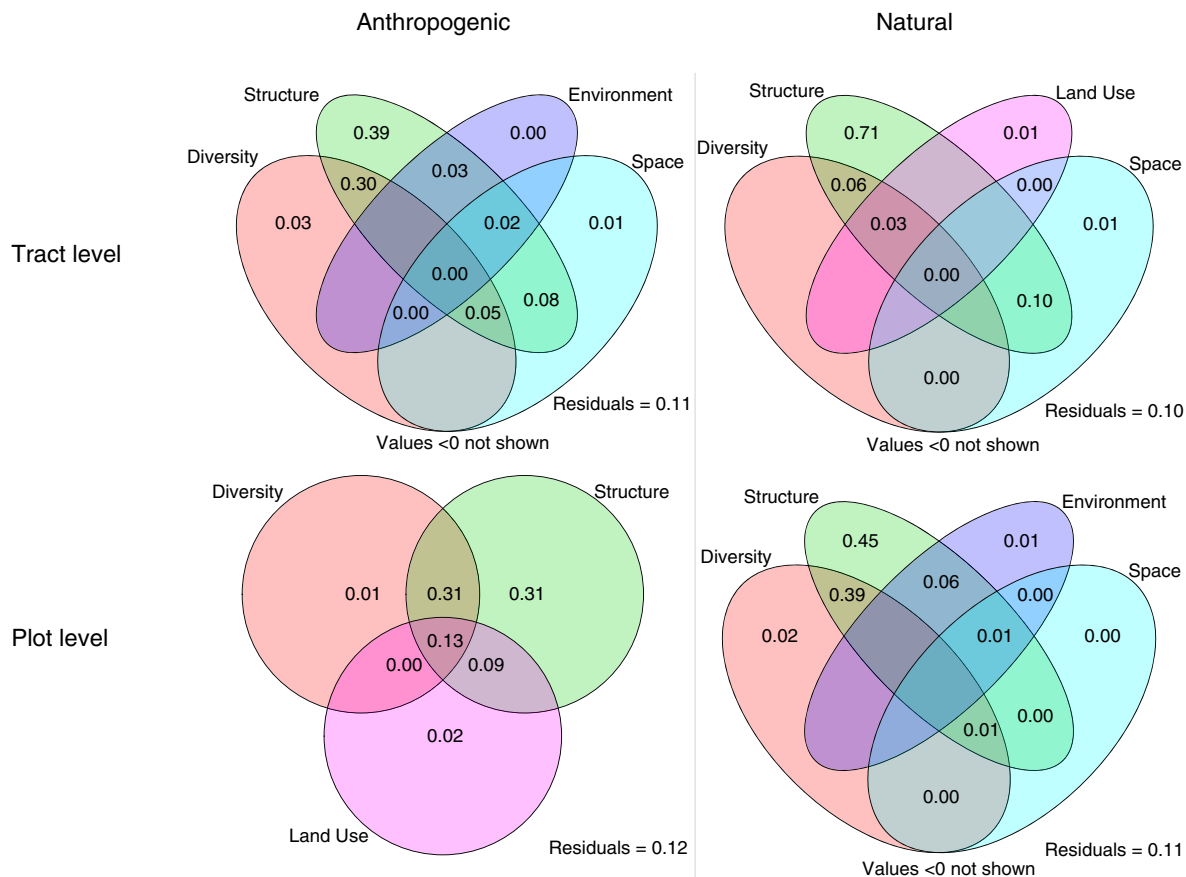 Anthropogenic
Natural
Tract level
Structure
Environment
Diversity
Space
0.39
0.00
0.03
0.30
0.03
0.02
0.01
0.00
0.00
0.05
0.08
Residuals = 0.11
Values <0 not shown
Structure
Land Use
Diversity
Space
0.71
0.01
0.06
0.00
0.03
0.01
0.00
0.10
0.00
Residuals = 0.10
Values <0 not shown
Plot level
Diversity
Structure
0.01
0.31
0.31
0.13
0.00
0.09
0.02
Land Use
Residuals = 0.12
Structure
Environment
Diversity
Space
0.45
0.01
0.06
0.39
0.00
0.02
0.01
0.00
0.01
0.00
0.00
Residuals = 0.11
Values <0 not shown